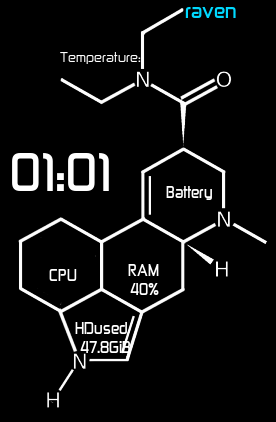 raven
Temperature:
N
O
01:01
Battery
N
CPU
RAM
40%
H
HDused
47.8GiB
N
H